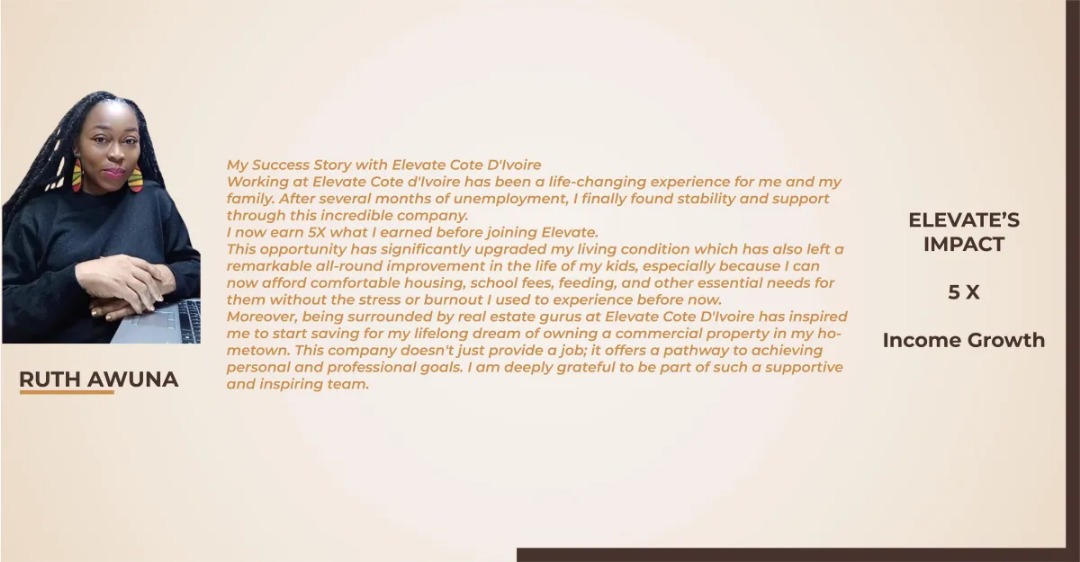 My Success Story with Elevate Cote D'Ivoire
Working at Elevate Cote d'Ivoire has been a life-changing experience for me and my
family. After several months of unemployment, I finally found stability and support
through this incredible company.
I now earn 5X what I earned before joining Elevate.
This opportunity has significantly upgraded my living condition which has also left a
remarkable all-round improvement in the life of my kids, especially because I can
now afford comfortable housing, school fees, feeding, and other essential needs for
them without the stress or burnout I used to experience before now.
Moreover, being surrounded by real estate gurus at Elevate Cote D'Ivoire has inspired
me to start saving for my lifelong dream of owning a commercial property in my ho-
metown. This company doesn't just provide a job; it offers a pathway to achieving
personal and professional goals. I am deeply grateful to be part of such a supportive
and inspiring team.
RUTH AWUNA
ELEVATE'S
IMPACT
5 X
Income Growth